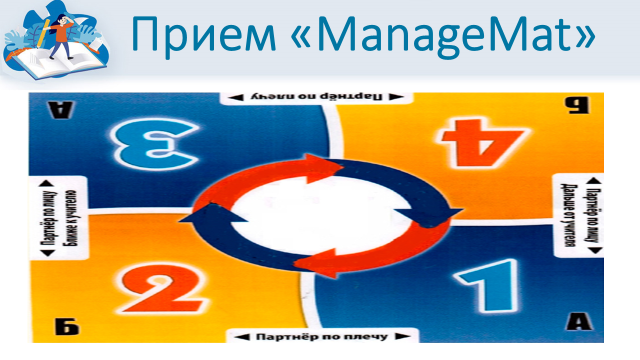 Прием «ManageMat»
Партнёр по плечу
А
Б
3
4
Партнёр по лицу
Ближе к учителю
Партнёр по лицу
Дальше от учителя
2
1
Б
А
Партнёр по плечу